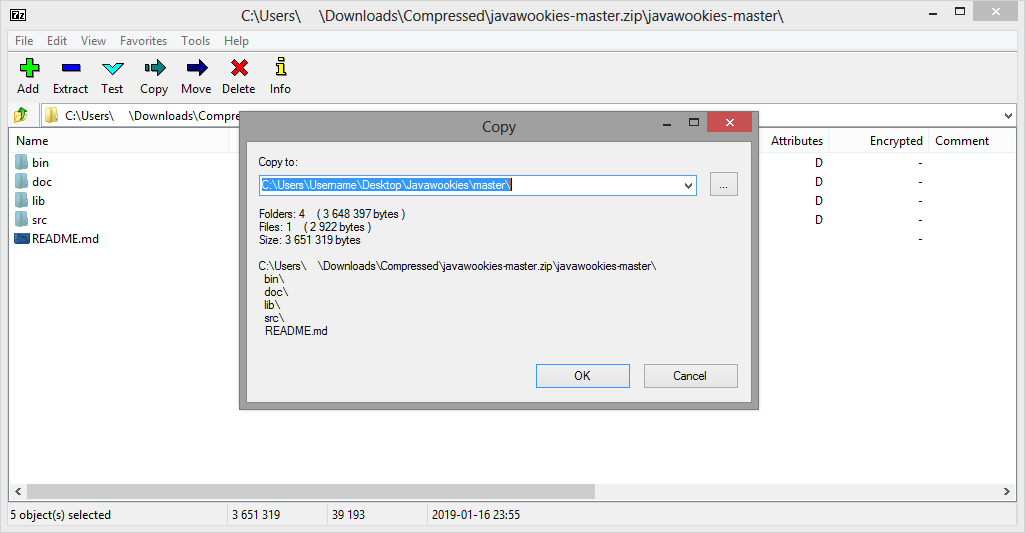 7z
C:\Users\ \Downloads\Compressed\javawookies-master.zip\javawookies-master\
File Edit View Favorites Tools Help
Add Extract Test Copy Move Delete Info
C:\Users\ \Downloads\Compre
Name Attributes Encrypted Comment
bin D -
doc D -
lib D -
src D -
README.md -
Copy
Copy to:
C:\Users\Username\Desktop\Javawookies\master\
...
Folders: 4 ( 3 648 397 bytes )
Files: 1 ( 2 922 bytes )
Size: 3 651 319 bytes
C:\Users\ \Downloads\Compressed\javawookies-master.zip\javawookies-master\
bin\
doc\
lib\
src\
README.md
OK Cancel
5 object(s) selected 3 651 319 39 193 2019-01-16 23:55